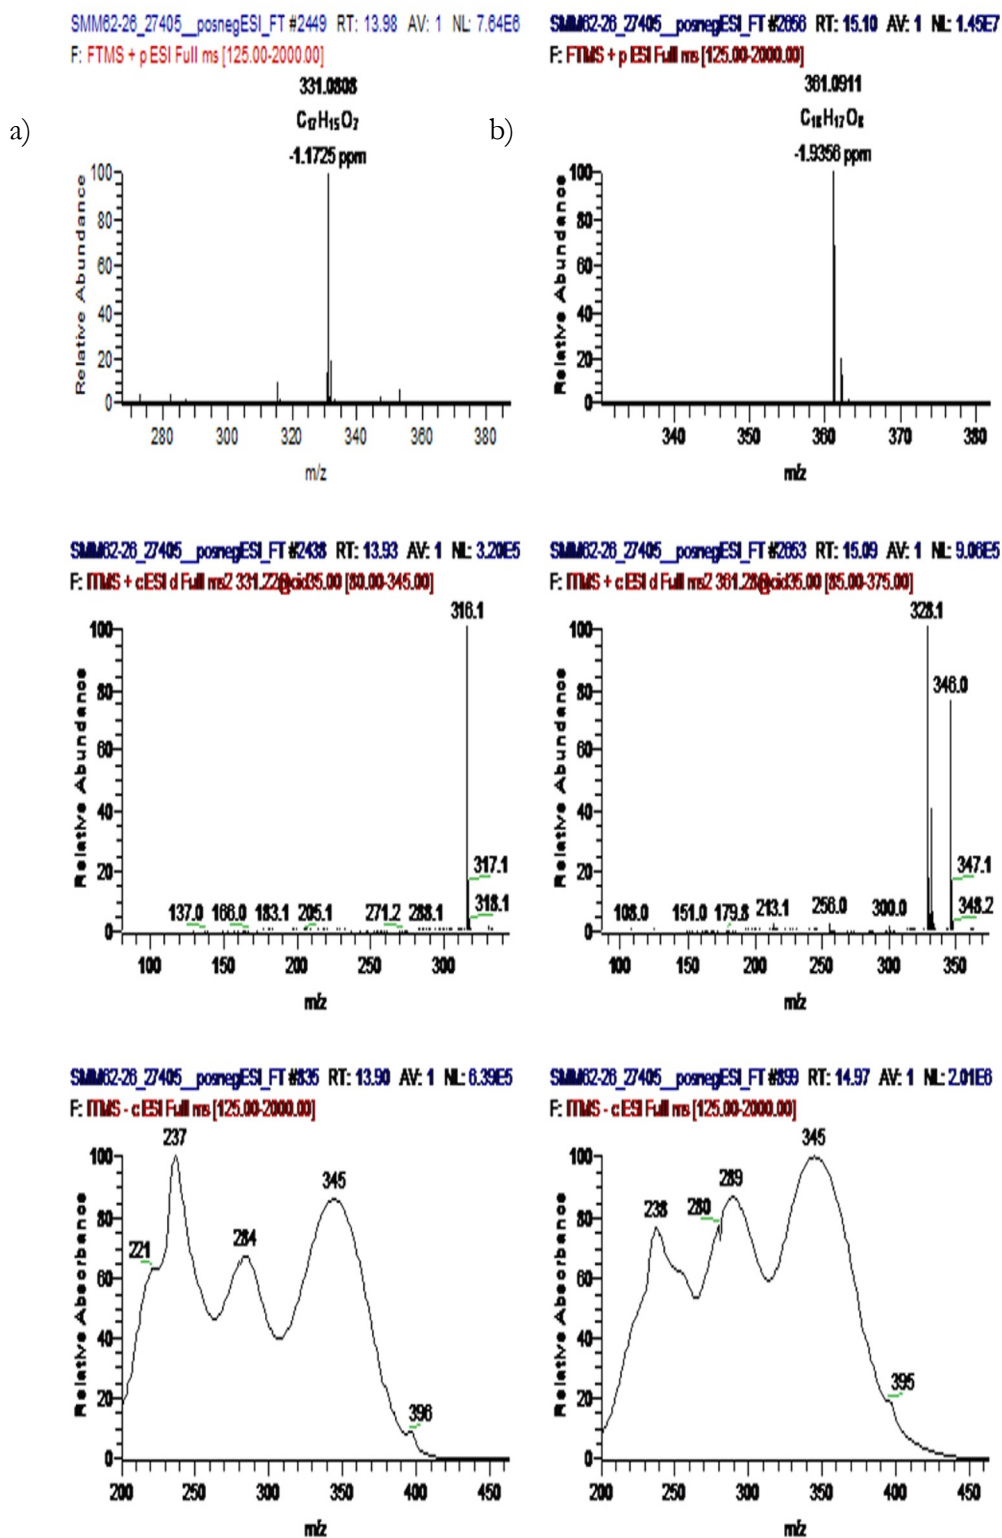 SMM62-26_27405__posnegESI_FT #2449 RT: 13.98 AV: 1 NL: 7.64E6
F: FTMS + p ESI Full ms [125.00-2000.00]
a)
331.0808
C17H15O7
-1.1725 ppm
100
80
60
40
20
0
Relative Abundance
280 300 320 340 360 380
m/z
SMM62-26_27405__posnegESI_FT #2656 RT: 15.10 AV: 1 NL: 1.45E7
F: FTMS + p ESI Full ms [125.00-2000.00]
b)
361.0911
C18H17O8
-1.9356 ppm
100
80
60
40
20
0
Relative Abundance
340 350 360 370 380
m/z
SMM62-26_27405__posnegESI_FT #2438 RT: 13.93 AV: 1 NL: 3.20E5
F: ITMS + c ESI d Full ms2 331.22@cid35.00 [80.00-345.00]
316.1
317.1
318.1
137.0 166.0 183.1 205.1 271.2 288.1
100
80
60
40
20
0
Relative Abundance
100 150 200 250 300
m/z
SMM62-26_27405__posnegESI_FT #2653 RT: 15.09 AV: 1 NL: 9.06E5
F: ITMS + c ESI d Full ms2 361.28@cid35.00 [85.00-375.00]
328.1
346.0
347.1
348.2
108.0 151.0 179.8 213.1 256.0 300.0
100
80
60
40
20
0
Relative Abundance
100 150 200 250 300 350
m/z
SMM62-26_27405__posnegESI_FT #835 RT: 13.90 AV: 1 NL: 6.39E5
F: ITMS - c ESI Full ms [125.00-2000.00]
237
345
284
221
396
100
80
60
40
20
0
Relative Absorbance
200 250 300 350 400 450
m/z
SMM62-26_27405__posnegESI_FT #899 RT: 14.97 AV: 1 NL: 2.01E6
F: ITMS - c ESI Full ms [125.00-2000.00]
345
289
280
238
395
100
80
60
40
20
0
Relative Absorbance
200 250 300 350 400 450
m/z